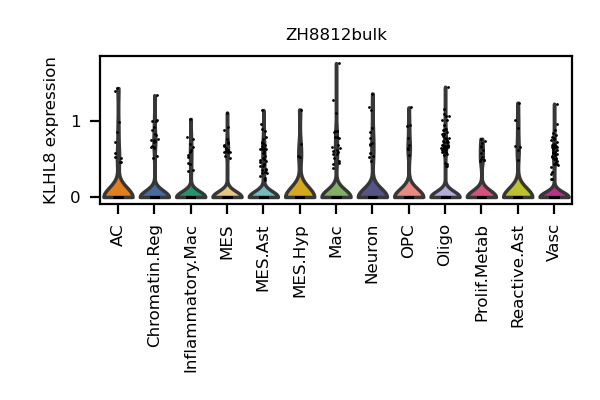 ZH8812bulk
KLHL8 expression
1
0
AC
Chromatin.Reg
Inflammatory.Mac
MES
MES.Ast
MES.Hyp
Mac
Neuron
OPC
Oligo
Prolif.Metab
Reactive.Ast
Vasc